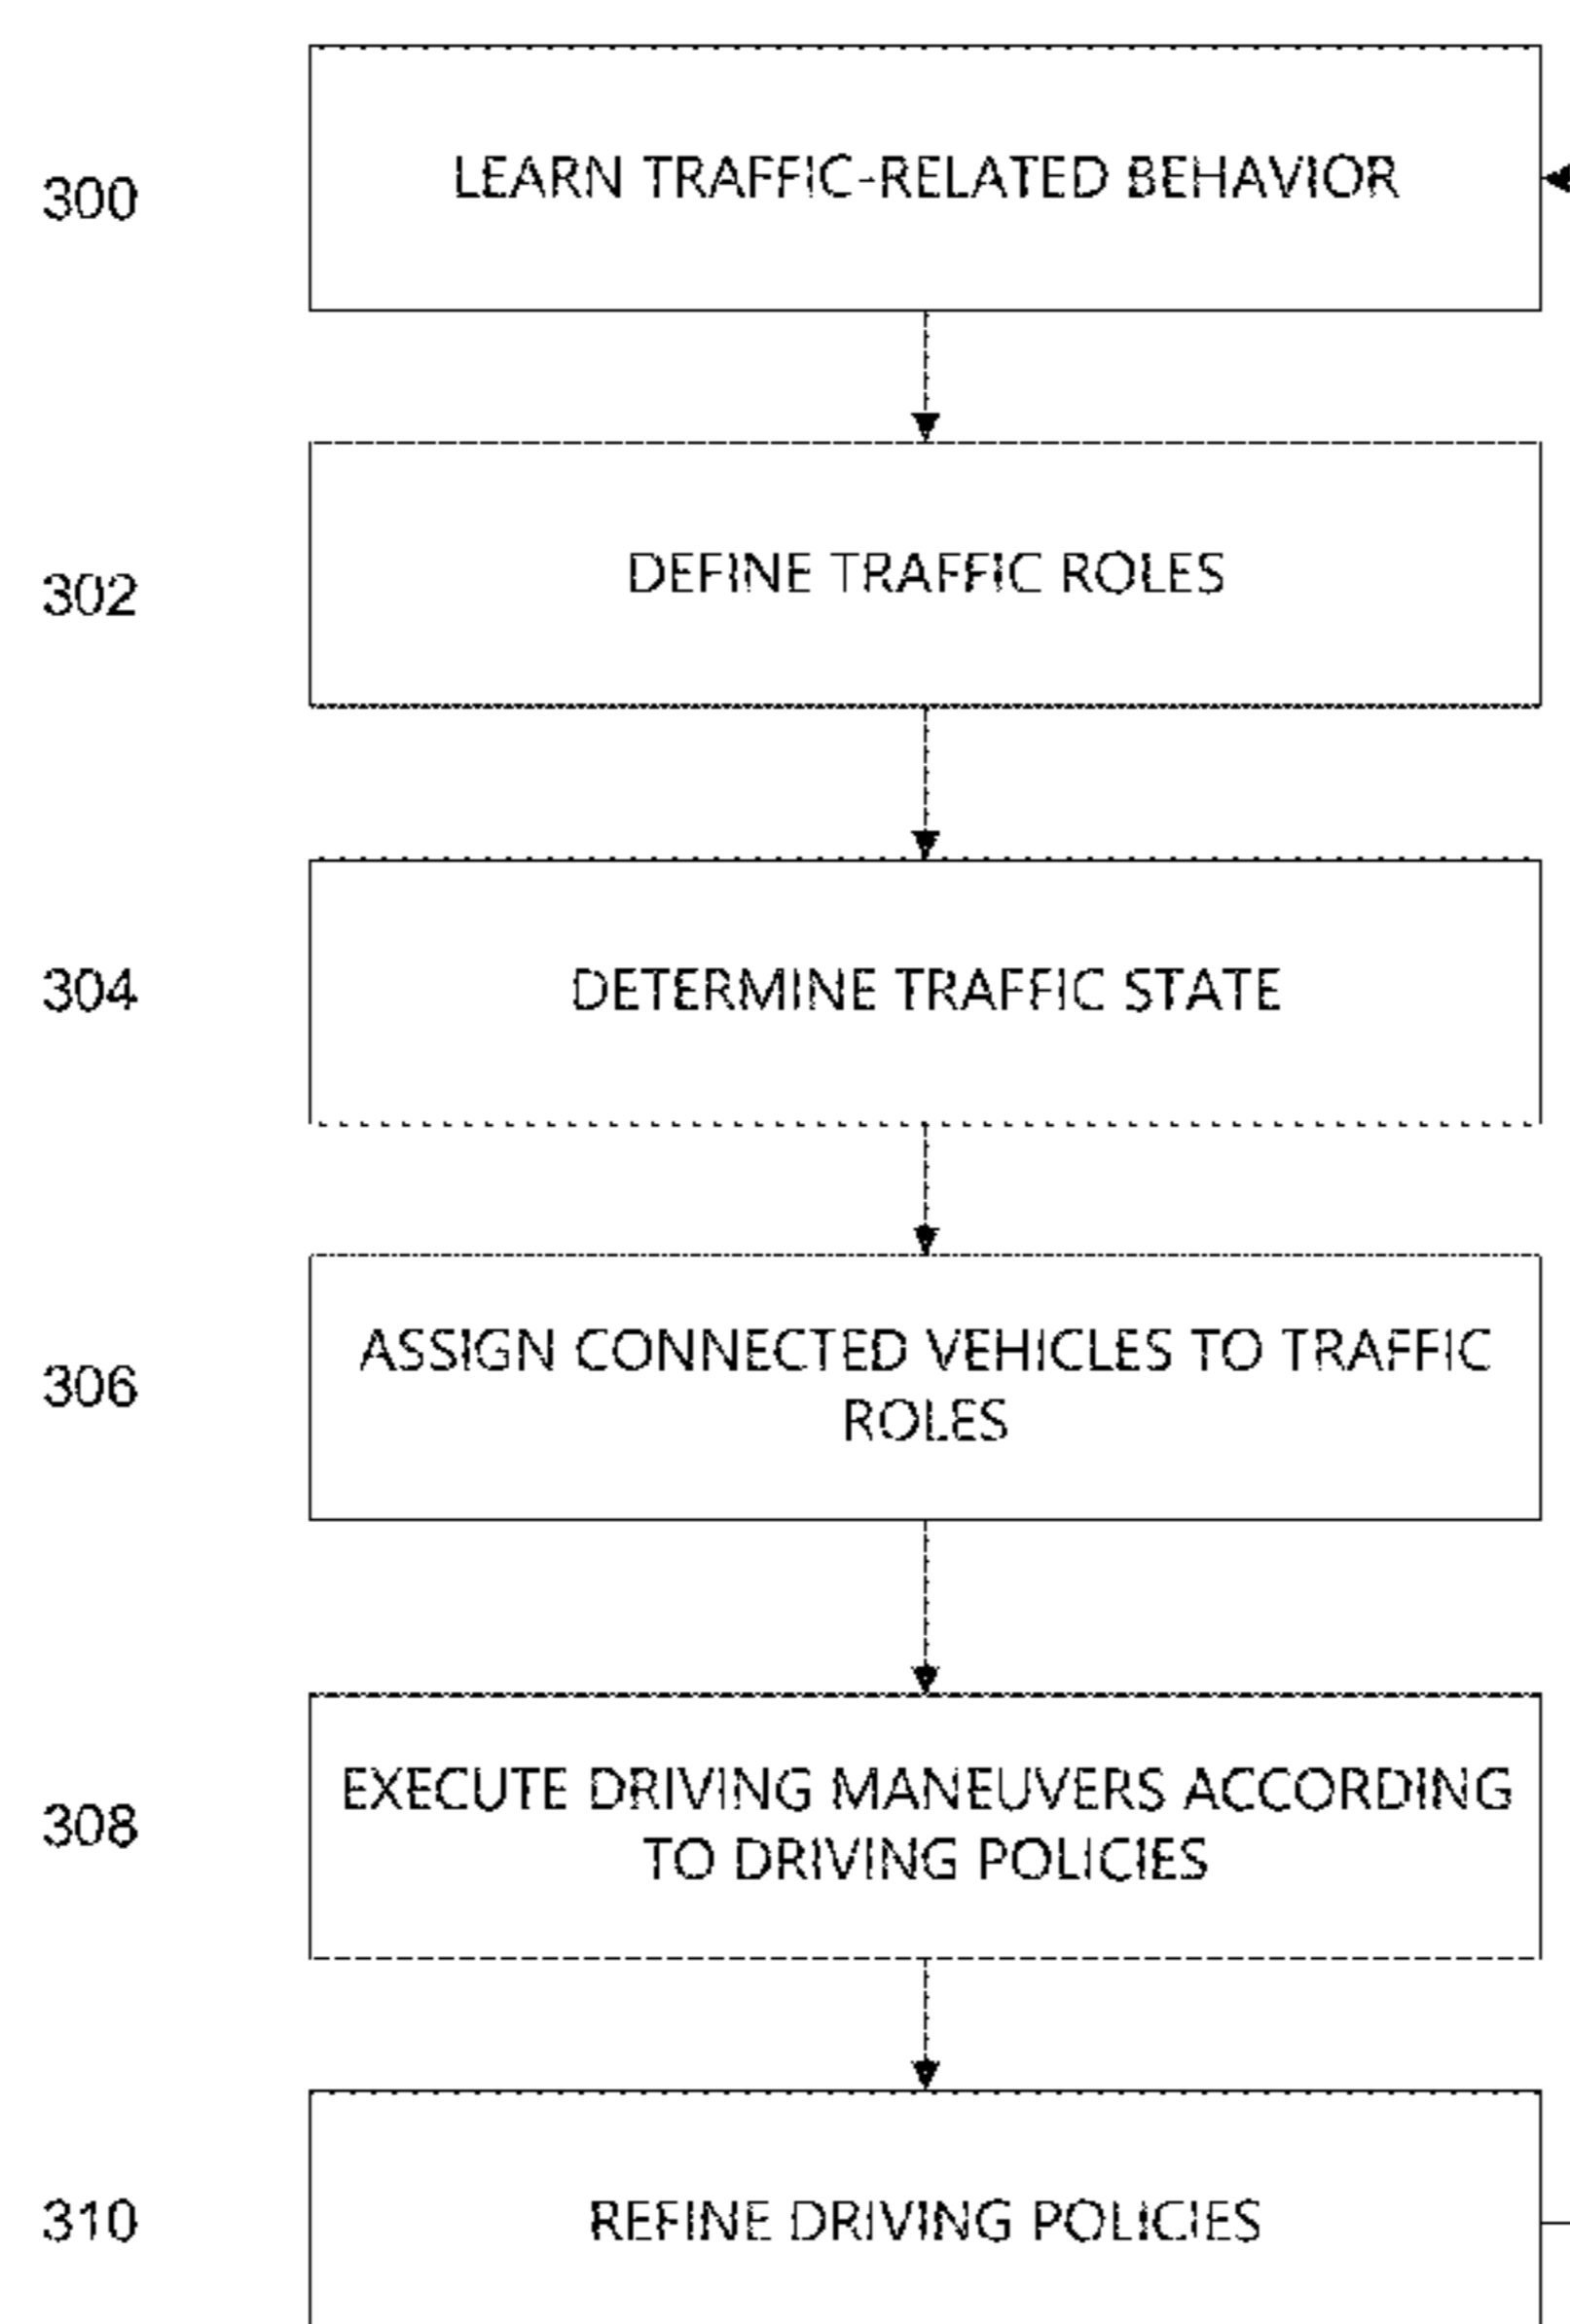 300
LEARN TRAFFIC-RELATED BEHAVIOR
302
DEFINE TRAFFIC ROLES
304
DETERMINE TRAFFIC STATE
306
ASSIGN CONNECTED VEHICLES TO TRAFFIC
ROLES
308
EXECUTE DRIVING MANEUVERS ACCORDING
TO DRIVING POLICIES
310
REFINE DRIVING POLICIES